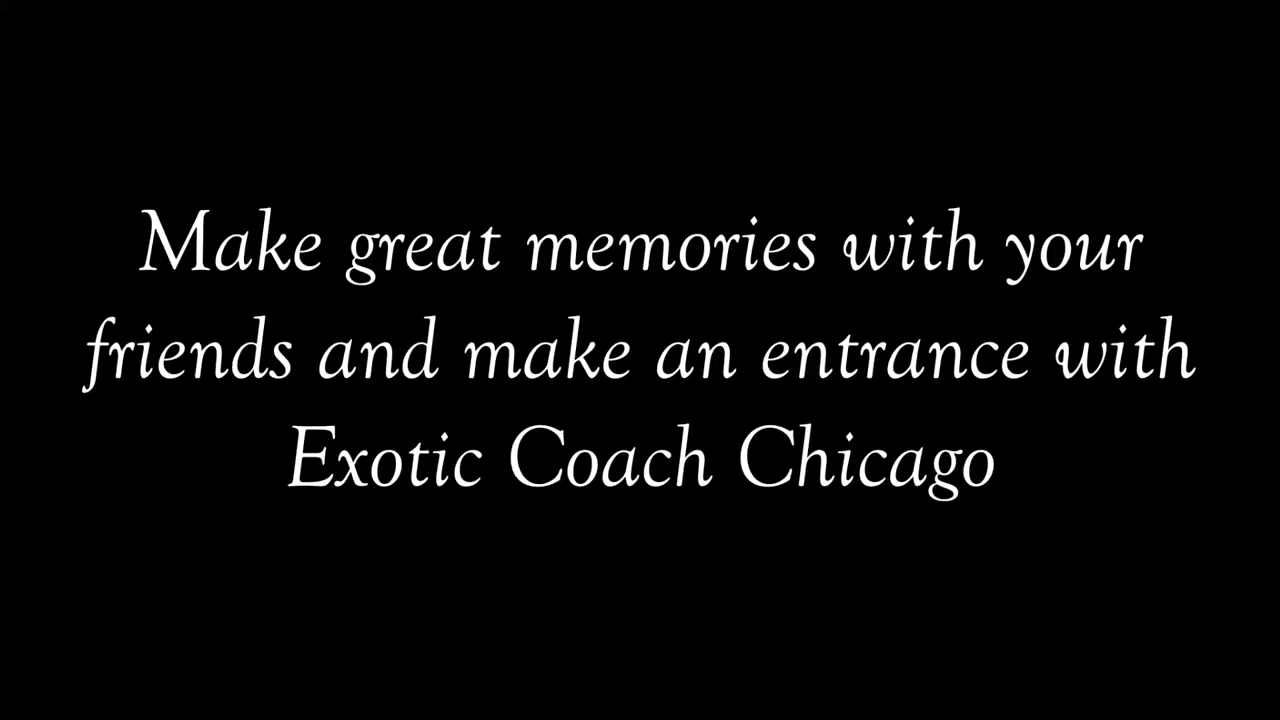 Make great memories with your
friends and make an entrance with
Exotic Coach Chicago